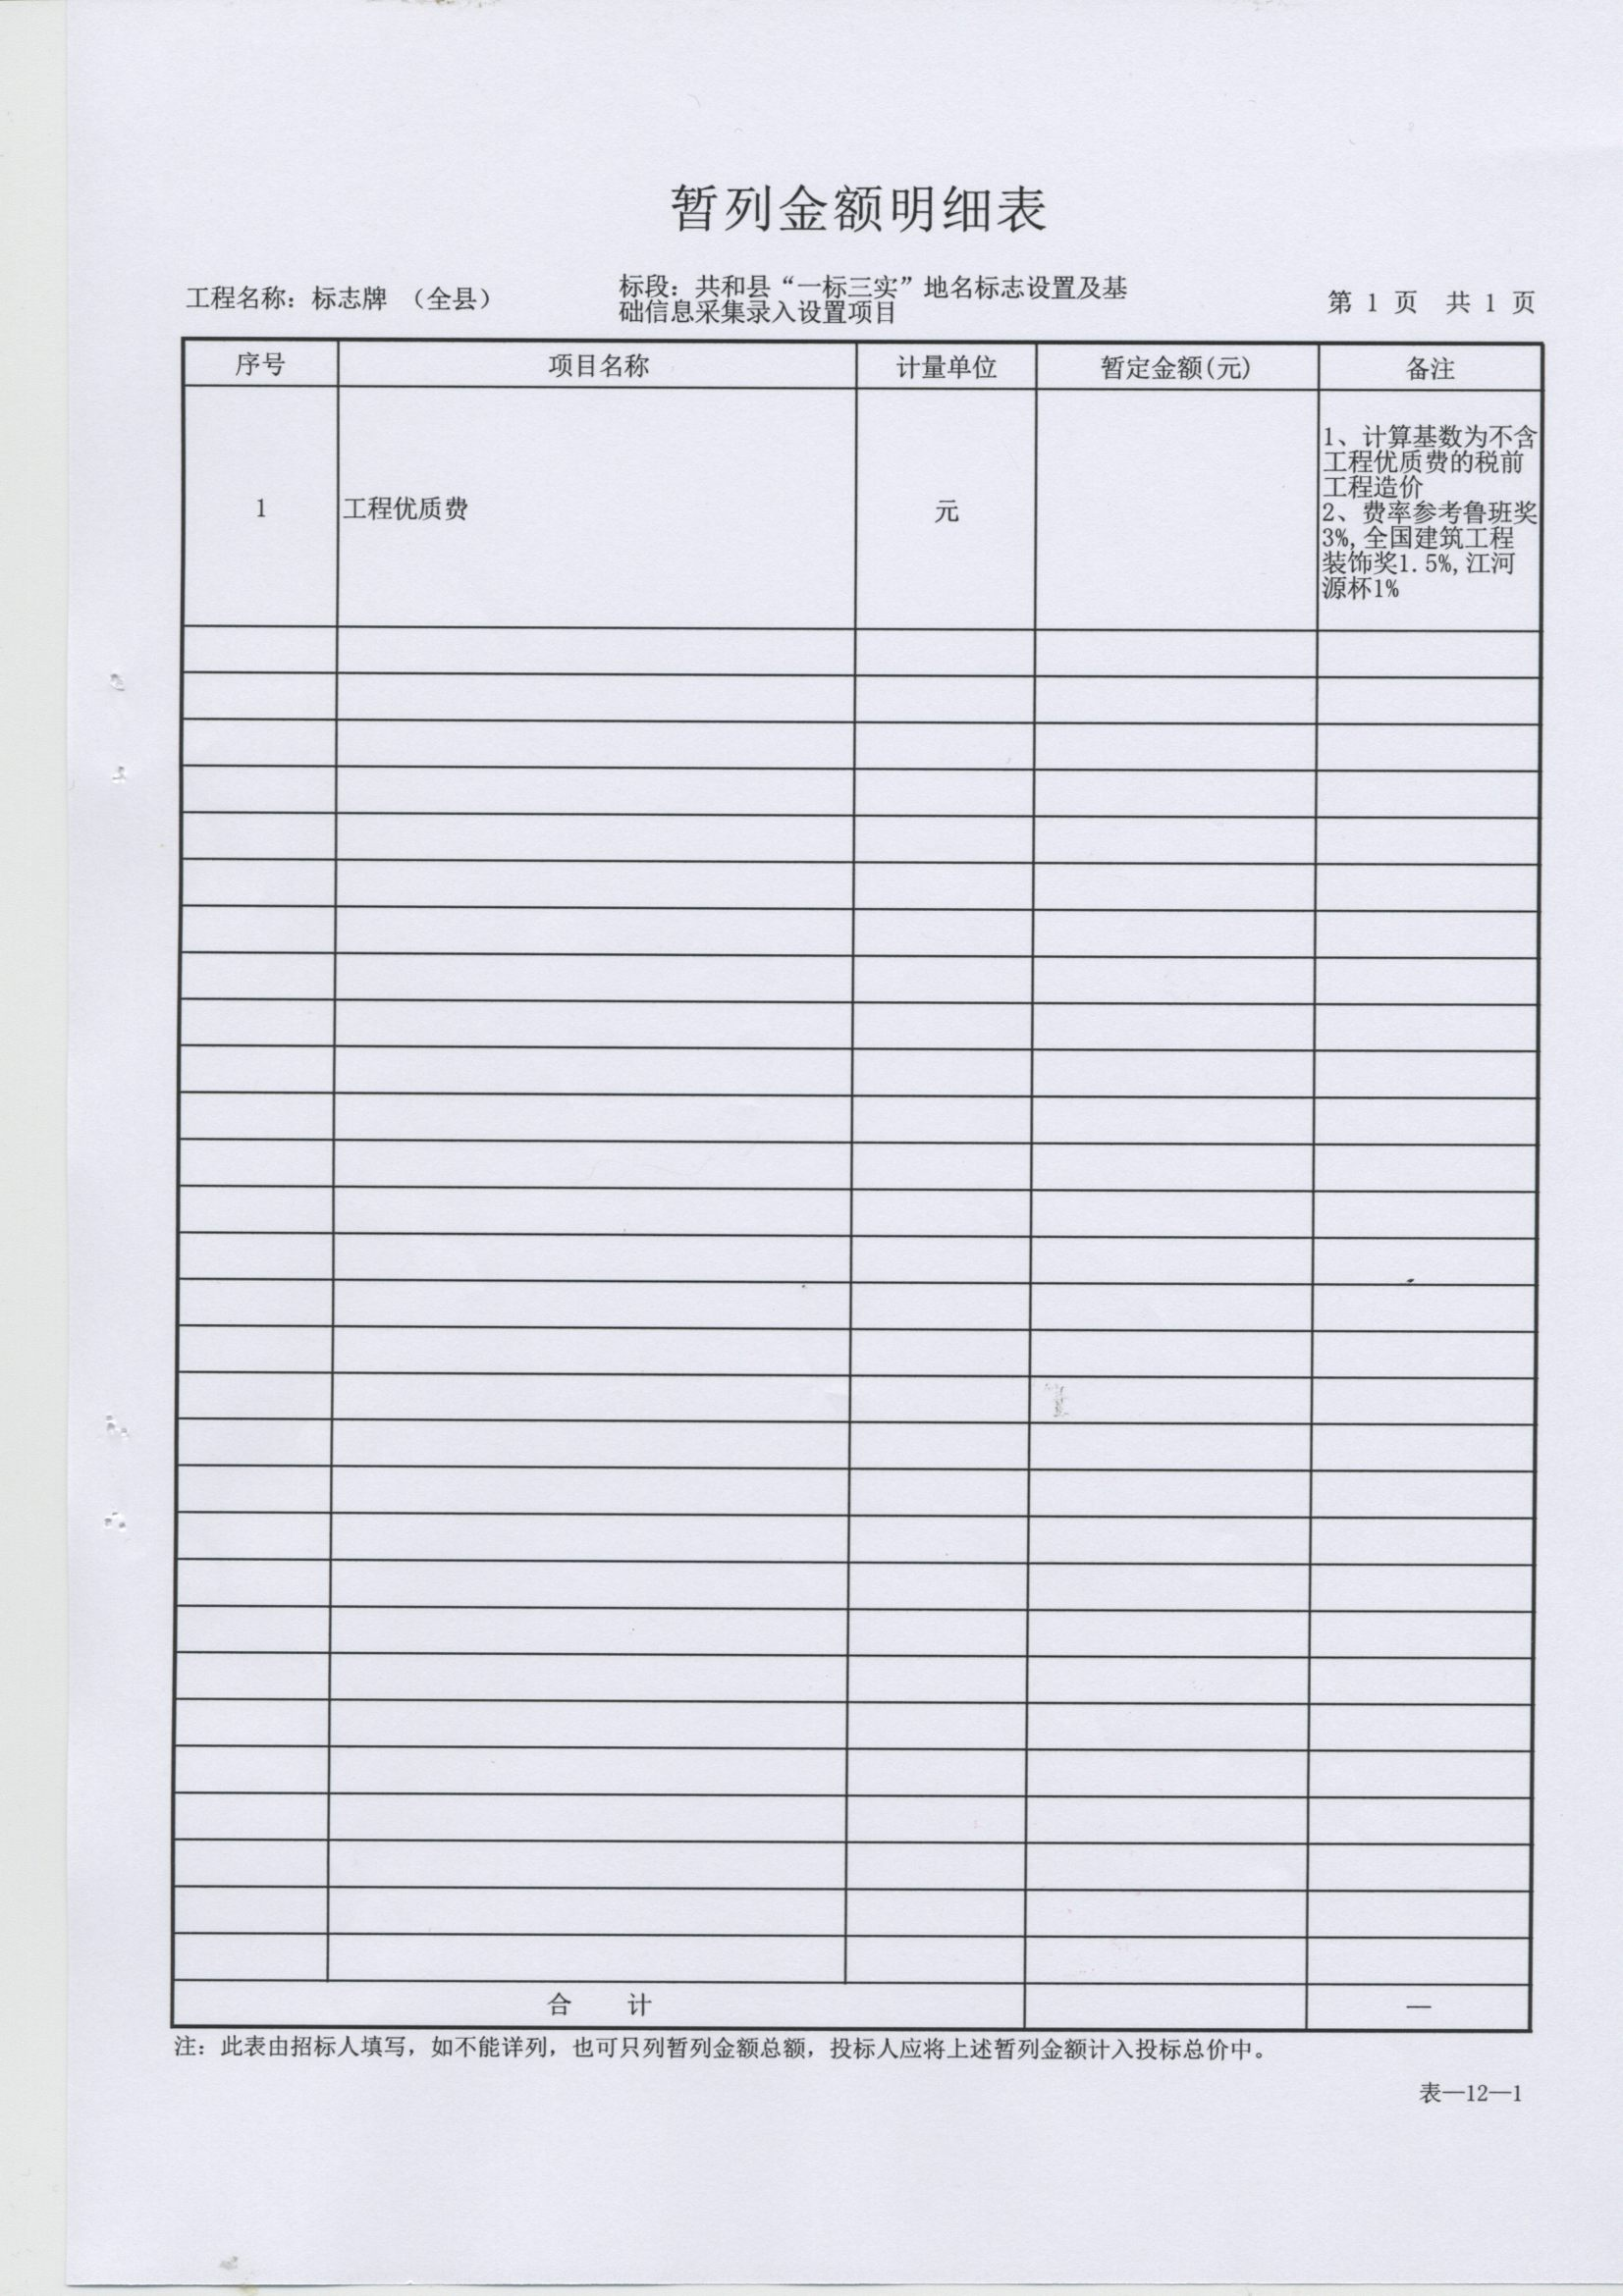 暂列金额明细表
工程名称：标志牌 （全县）
标段：共和县“一标三实”地名标志设置及基
础信息采集录入设置项目
第 1 页 共 1 页
序号 项目名称 计量单位 暂定金额(元) 备注
1 工程优质费 元
1、计算基数为不含
工程优质费的税前
工程造价
2、费率参考鲁班奖
3%,全国建筑工程
装饰奖1.5%,江河
源杯1%
合 计 —
注：此表由招标人填写，如不能详列，也可只列暂列金额总额，投标人应将上述暂列金额计入投标总价中。
表—12—1